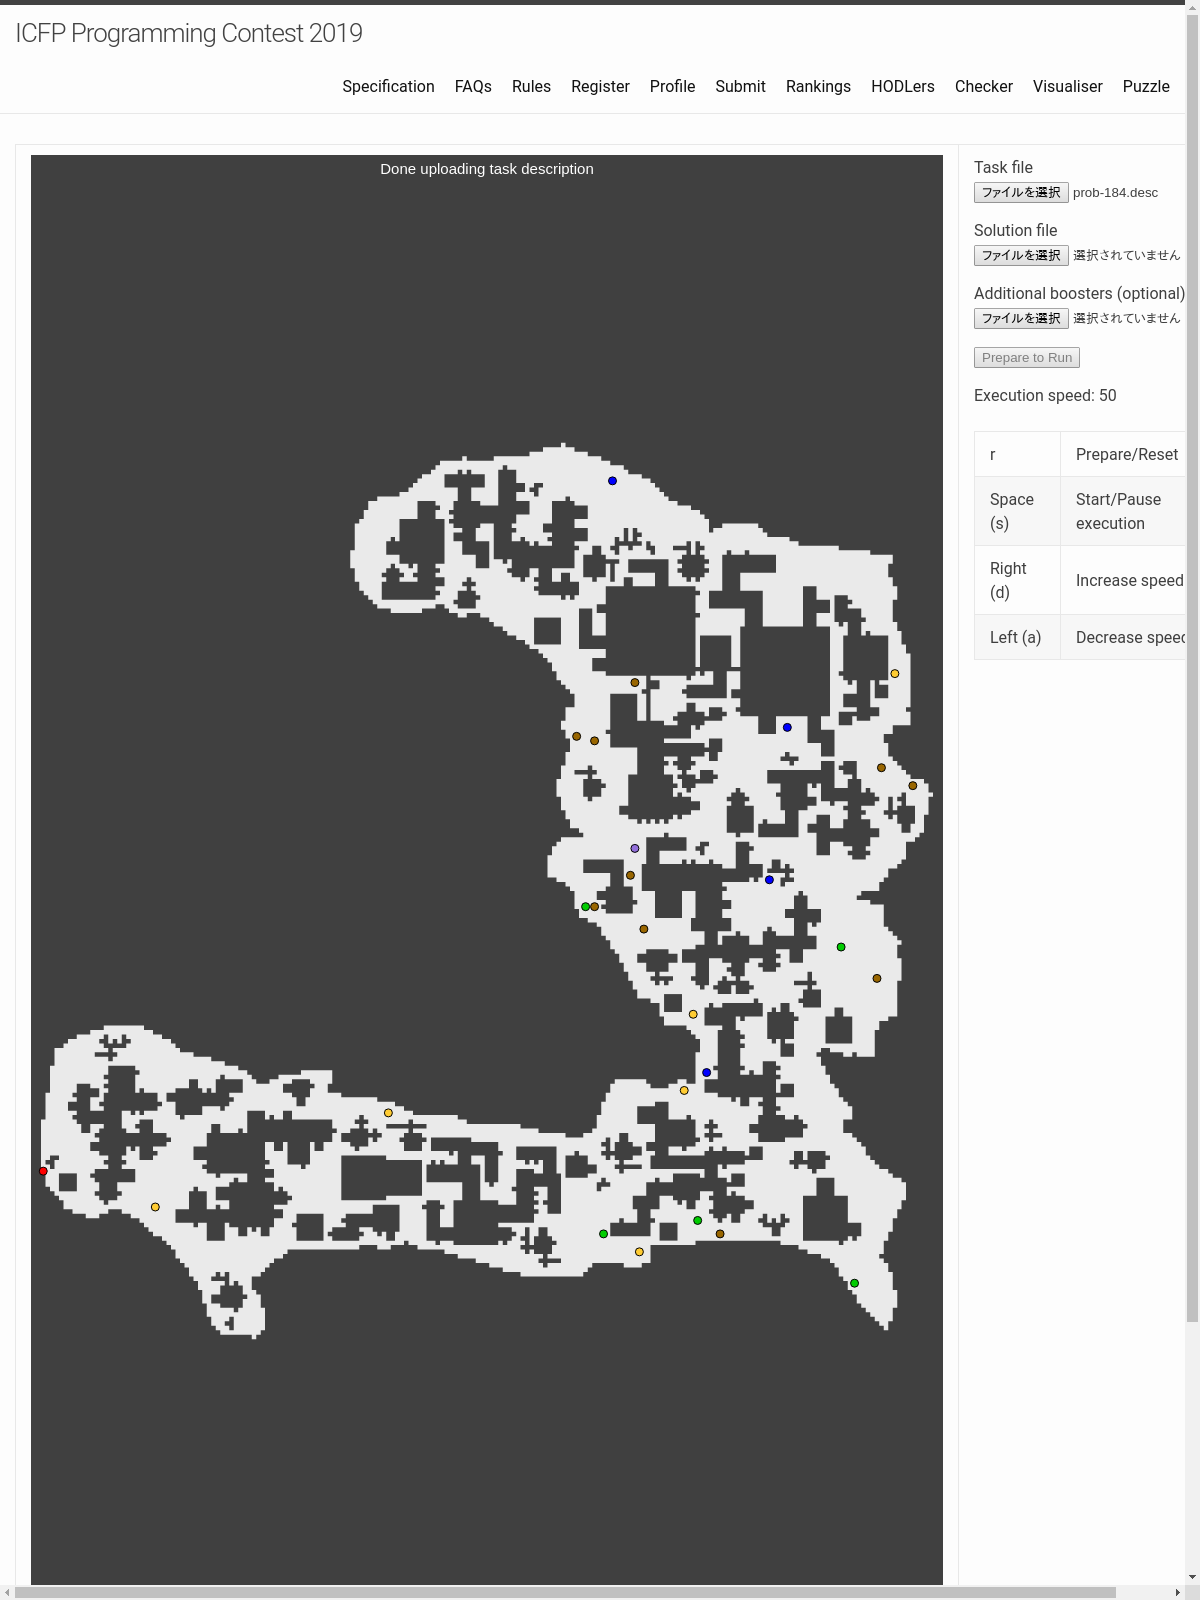 ICFP Programming Contest 2019
Specification FAQs Rules Register Profile Submit Rankings HODLers Checker Visualiser Puzzle
Done uploading task description
Task file
ファイルを選択 prob-184.desc
Solution file
ファイルを選択 選択されていません
Additional boosters (optional)
ファイルを選択 選択されていません
Prepare to Run
Execution speed: 50
r Prepare/Reset
Space (s) Start/Pause execution
Right (d) Increase speed
Left (a) Decrease speed